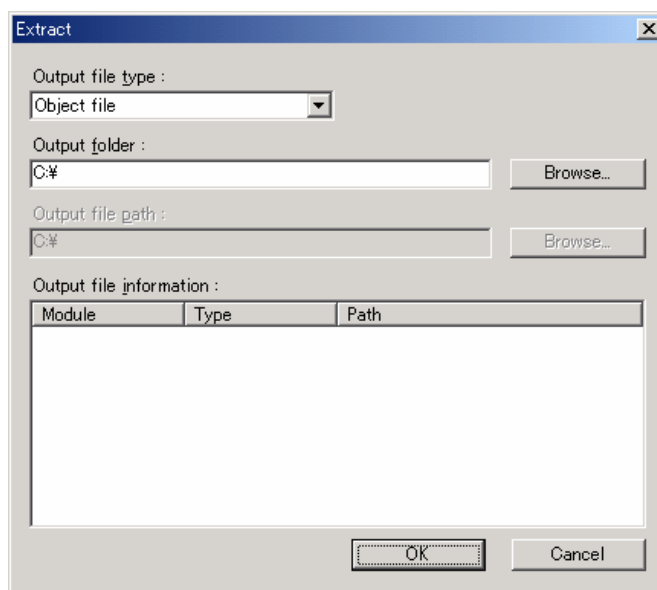 Extract
Output file type :
Object file
Output folder :
C:¥
Browse...
Output file path :
C:¥
Browse...
Output file information :
Module Type Path
OK Cancel